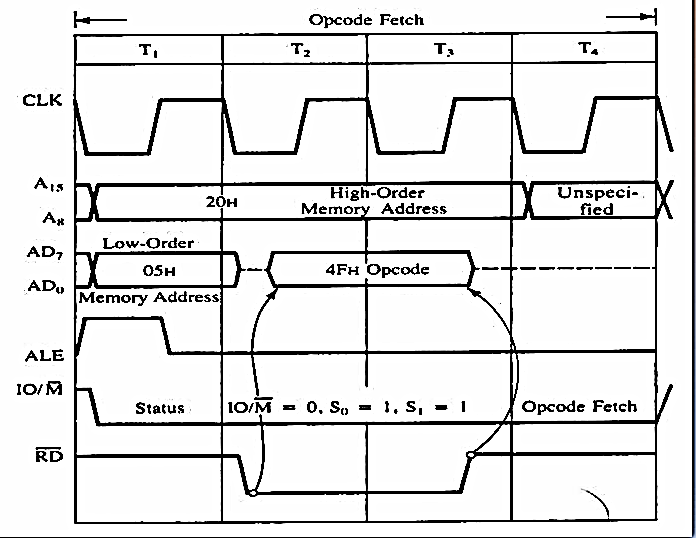 Opcode Fetch
T₁ T₂ T₃ T₄
CLK
A₁₅
High-Order
Unspeci-
20H
Memory Address
fied
A₈
AD₇
Low-Order
05H
4FH Opcode
AD₀
Memory Address
ALE
IO/M̅
Status IO/M̅ = 0, S₀ = 1, S₁ = 1 Opcode Fetch
R̅D̅